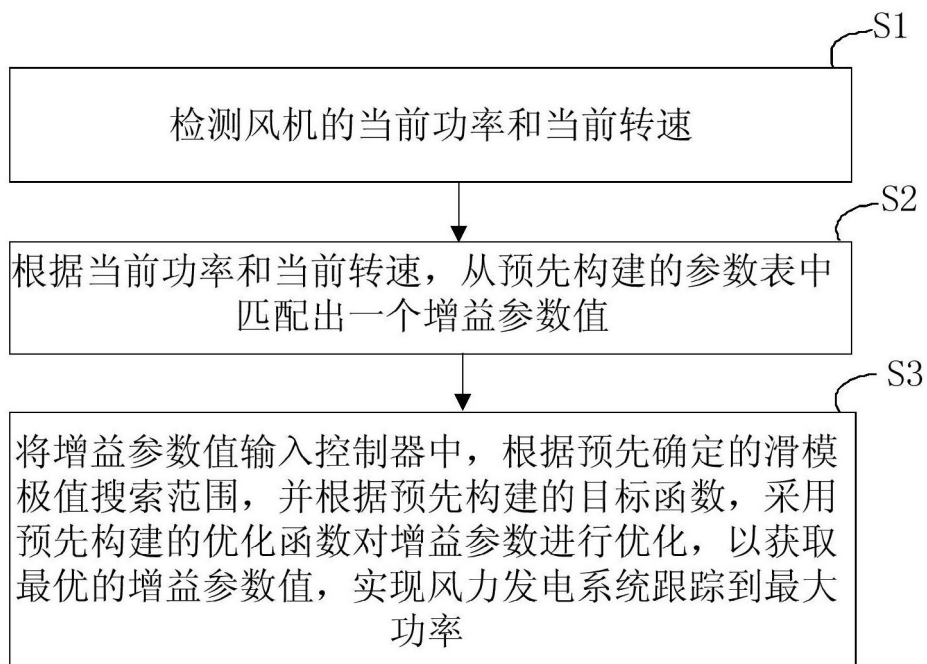 S1
检测风机的当前功率和当前转速
S2
根据当前功率和当前转速，从预先构建的参数表中
匹配出一个增益参数值
S3
将增益参数值输入控制器中，根据预先确定的滑模
极值搜索范围，并根据预先构建的目标函数，采用
预先构建的优化函数对增益参数进行优化，以获取
最优的增益参数值，实现风力发电系统跟踪到最大
功率